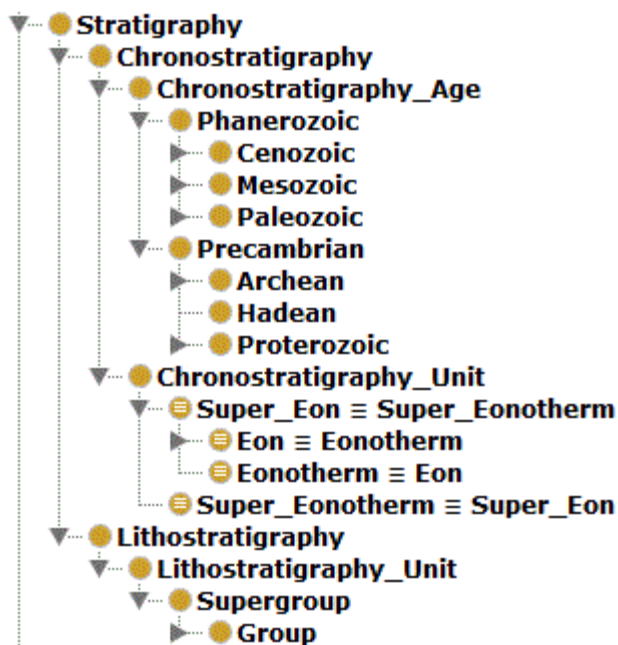 Stratigraphy
Chronostratigraphy
Chronostratigraphy_Age
Phanerozoic
Cenozoic
Mesozoic
Paleozoic
Precambrian
Archean
Hadean
Proterozoic
Chronostratigraphy_Unit
Super_Eon ≡ Super_Eonotherm
Eon ≡ Eonotherm
Eonotherm ≡ Eon
Super_Eonotherm ≡ Super_Eon
Lithostratigraphy
Lithostratigraphy_Unit
Supergroup
Group